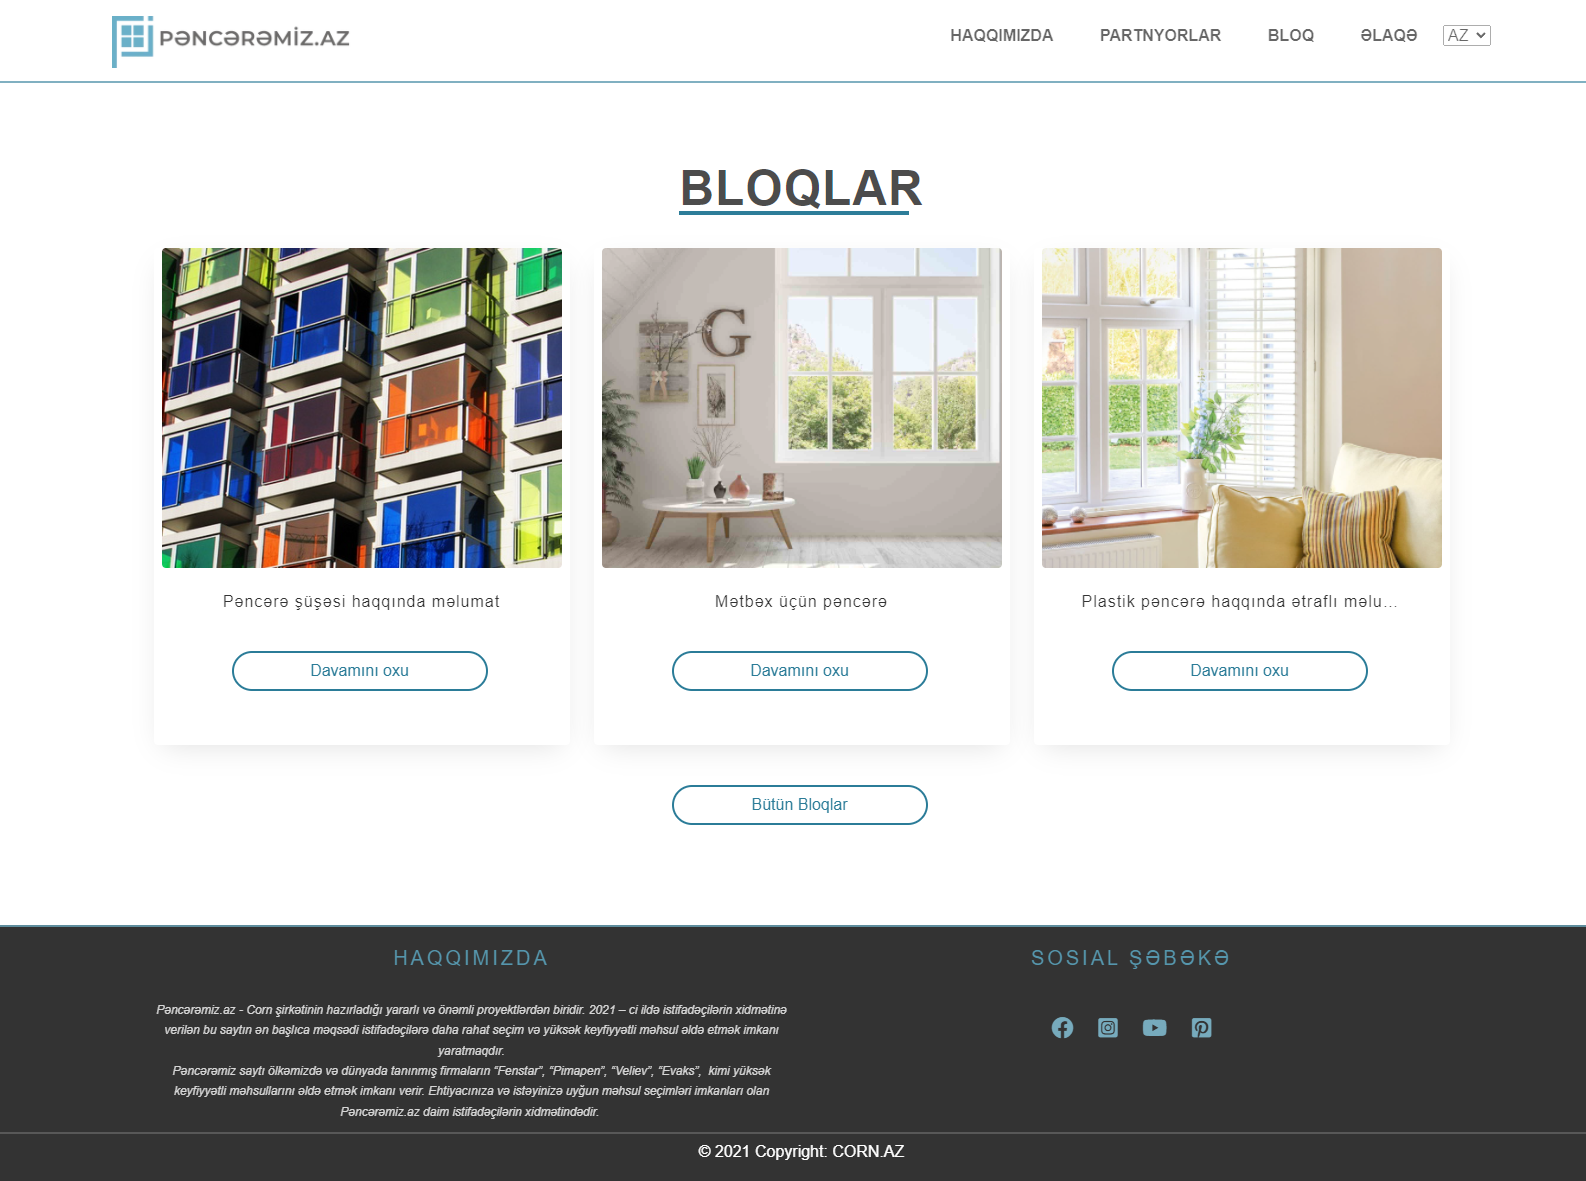 PƏNCƏRƏMİZ.AZ
HAQQIMIZDA PARTNYORLAR BLOQ ƏLAQƏ AZ
BLOQLAR
G
Pəncərə şüşəsi haqqında məlumat
Mətbəx üçün pəncərə
Plastik pəncərə haqqında ətraflı məlu...
Davamını oxu
Davamını oxu
Davamını oxu
Bütün Bloqlar
HAQQIMIZDA
Pəncərəmiz.az - Corn şirkətinin hazırladığı yararlı və önəmli proyektlərdən biridir. 2021 – ci ildə istifadəçilərin xidmətinə
verilən bu saytın ən başlıca məqsədi istifadəçilərə daha rahat seçim və yüksək keyfiyyətli məhsul əldə etmək imkanı
yaratmaqdır.
Pəncərəmiz saytı ölkəmizdə və dünyada tanınmış firmaların “Fenstar”, “Pimapen”, “Veliev”, “Evaks”, kimi yüksək
keyfiyyətli məhsullarını əldə etmək imkanı verir. Ehtiyacınıza və istəyinizə uyğun məhsul seçimləri imkanları olan
Pəncərəmiz.az daim istifadəçilərin xidmətindədir.
SOSIAL ŞƏBƏKƏ
© 2021 Copyright: CORN.AZ